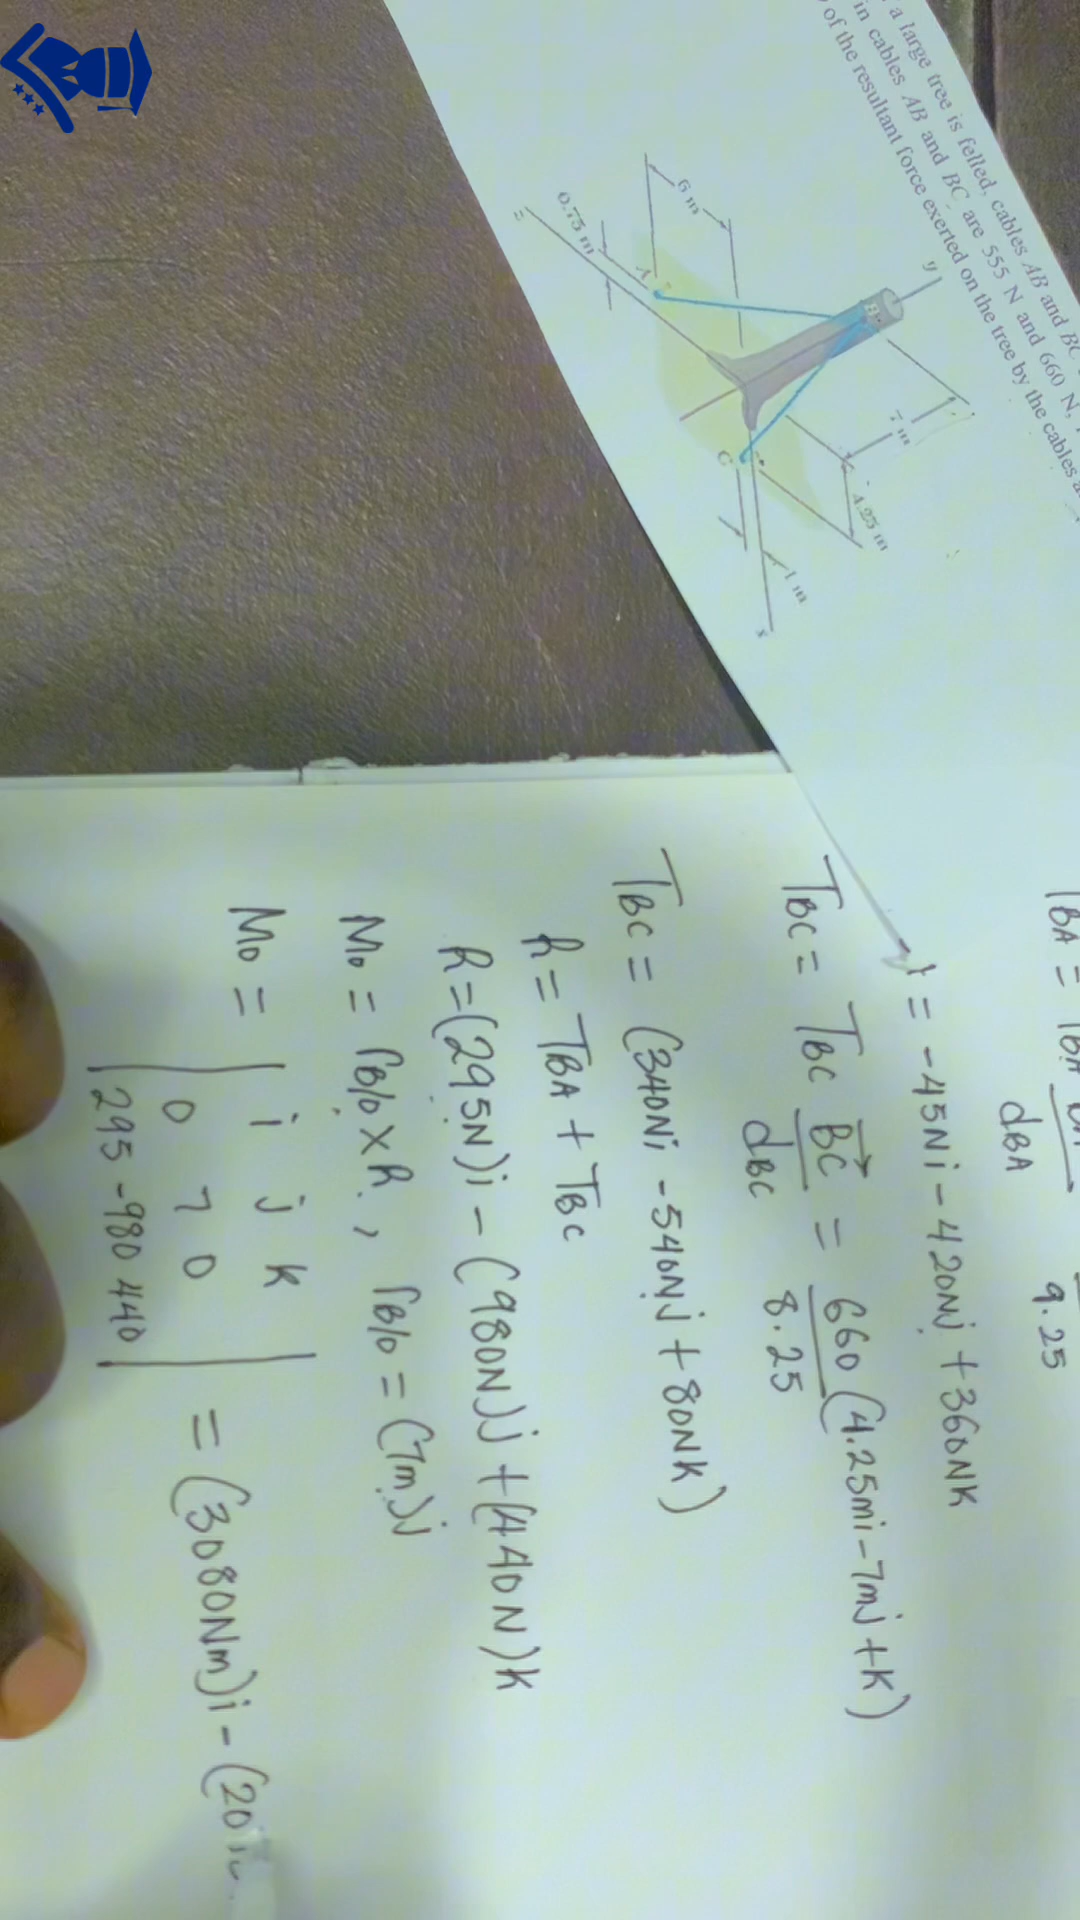 a large tree is felled, cables AB and BC
in cables AB and BC are 555 N and 660 N,
of the resultant force exerted on the tree by the cables
y
B
7 m
4.25 m
6 m
0.75 m
A
z
C
1 m
x
TBA = TBA
dBA
9.25
= -45Ni - 420Nj + 360NK
TBC = TBC BC = 660 (4.25mi - 7mj + K)
dBC 8.25
TBC = (340Ni - 540Nj + 80NK)
R = TBA + TBC
R = (295N)i - (980N)j + (440N)K
Mo = rB/o × R, rB/o = (7m)j
Mo = | i j k |
0 7 0 = (3080Nm)i - (20
295 -980 440